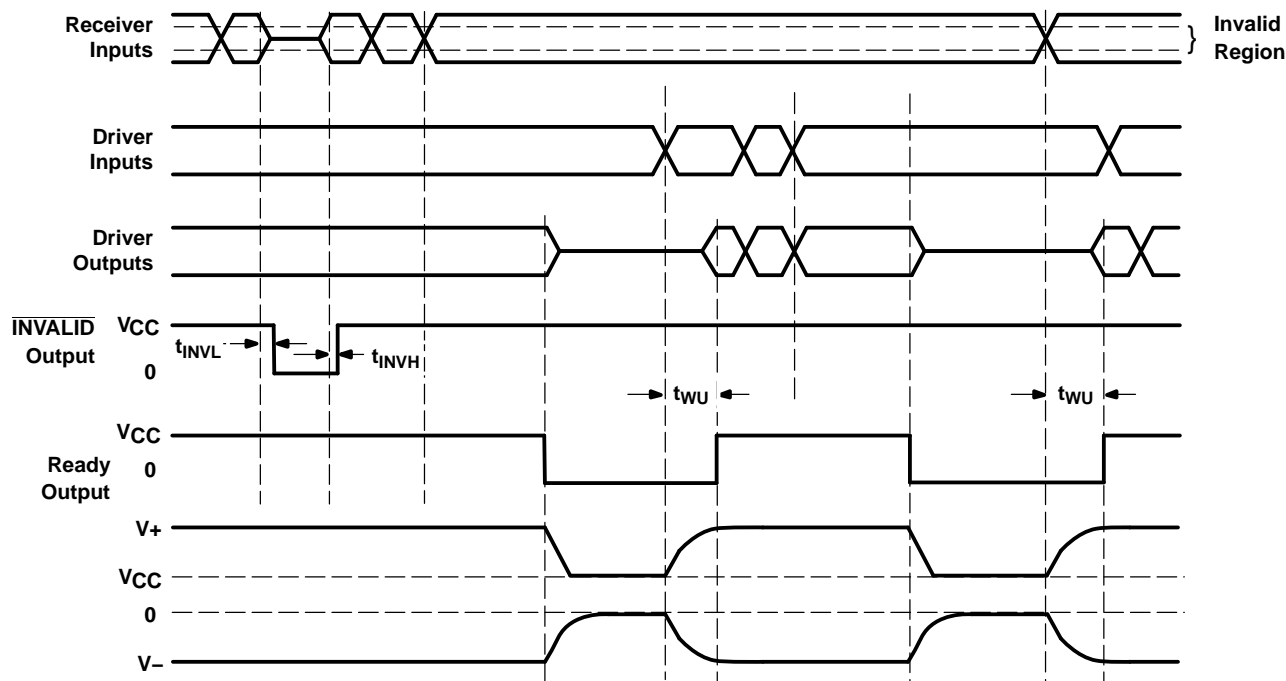 Receiver
Inputs
Invalid
Region
}
Driver
Inputs
Driver
Outputs
INVALID
Output
VCC
0
tINVL
tINVH
tWU
tWU
Ready
Output
VCC
0
V+
VCC
0
V−